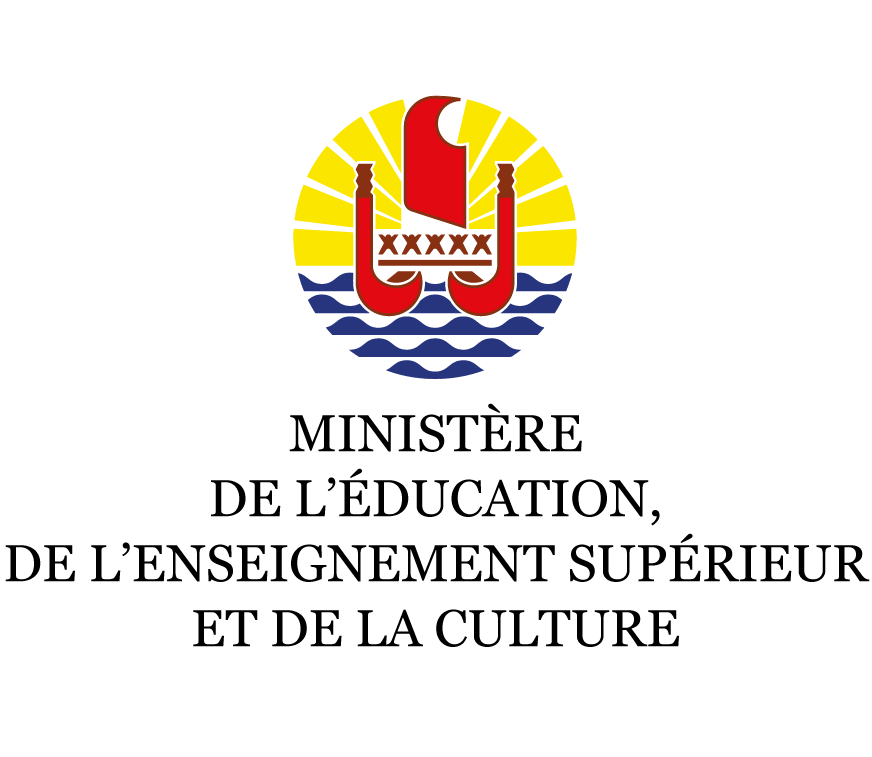 MINISTÈRE
DE L’ÉDUCATION,
DE L’ENSEIGNEMENT SUPÉRIEUR
ET DE LA CULTURE